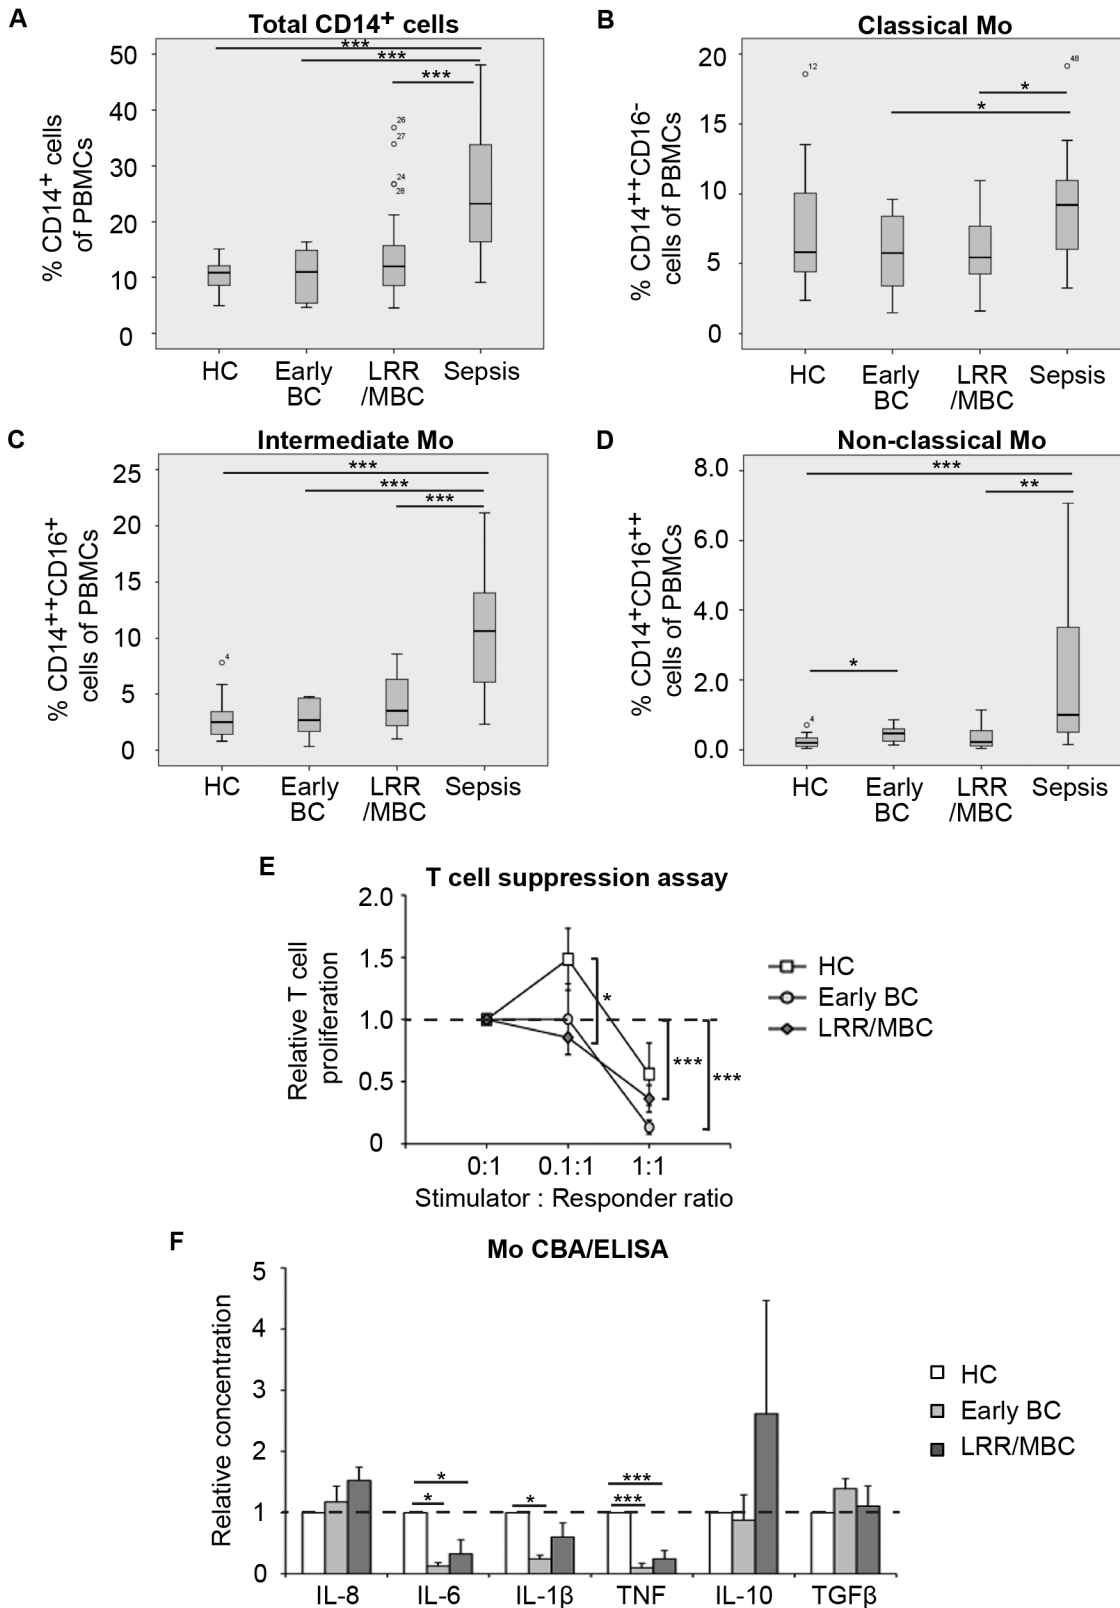 A
Total CD14+ cells
% CD14+ cells
of PBMCs
50
40
30
20
10
0
***
***
***
26
27
24
28
HC
Early
BC
LRR
/MBC
Sepsis
B
Classical Mo
% CD14++CD16-
cells of PBMCs
20
15
10
5
0
12
48
*
*
HC
Early
BC
LRR
/MBC
Sepsis
C
Intermediate Mo
% CD14++CD16+
cells of PBMCs
25
20
15
10
5
0
***
***
***
4
HC
Early
BC
LRR
/MBC
Sepsis
D
Non-classical Mo
% CD14+CD16++
cells of PBMCs
8.0
6.0
4.0
2.0
0.0
***
**
*
4
HC
Early
BC
LRR
/MBC
Sepsis
E
T cell suppression assay
Relative T cell
proliferation
2.0
1.5
1.0
0.5
0
*
***
***
0:1
0.1:1
1:1
Stimulator : Responder ratio
HC
Early BC
LRR/MBC
F
Mo CBA/ELISA
Relative concentration
5
4
3
2
1
0
*
*
*
***
***
IL-8
IL-6
IL-1β
TNF
IL-10
TGFβ
HC
Early BC
LRR/MBC